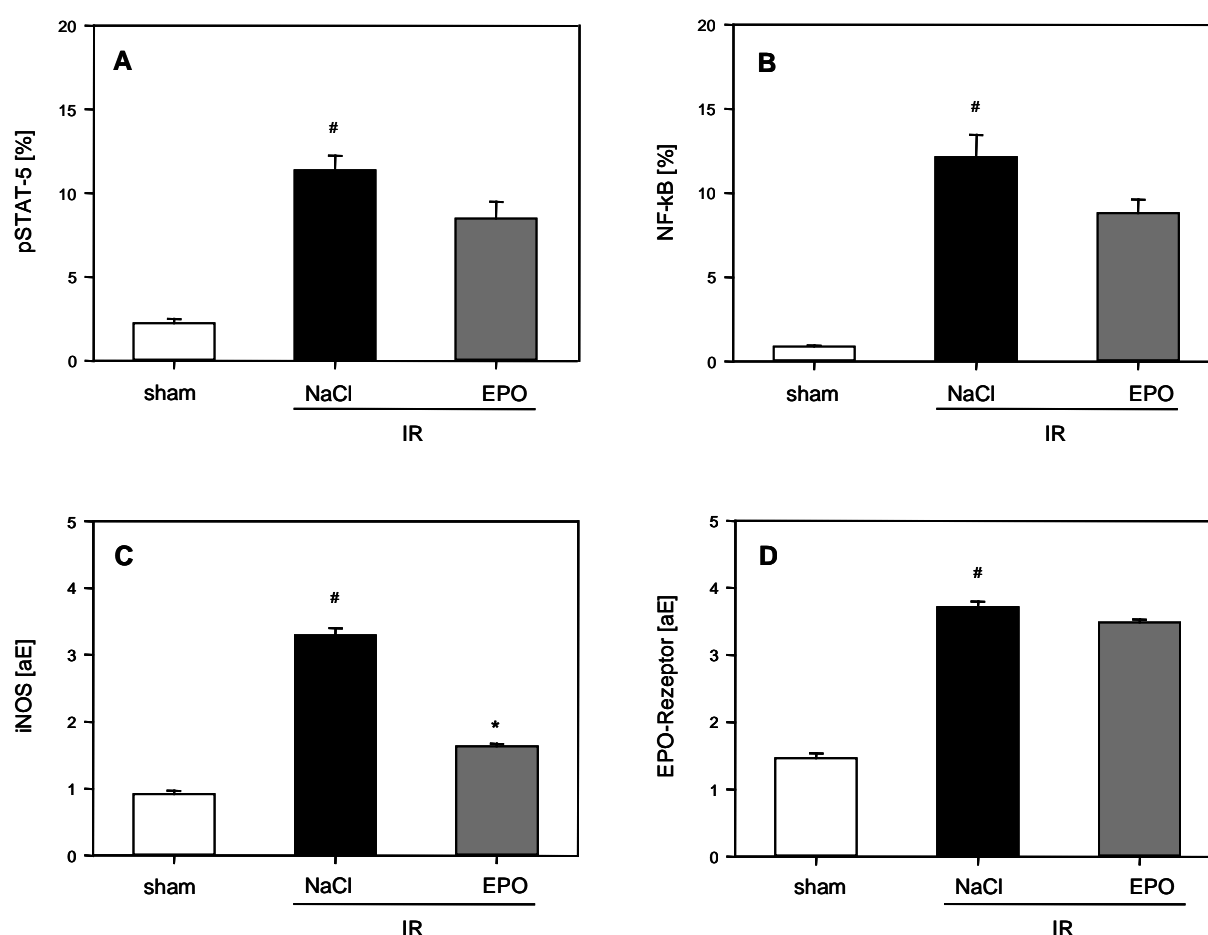 A
pSTAT-5 [%]
20
15
10
5
0
#
sham
NaCl
EPO
IR
B
NF-kB [%]
20
15
10
5
0
#
sham
NaCl
EPO
IR
C
iNOS [aE]
5
4
3
2
1
0
#
*
sham
NaCl
EPO
IR
D
EPO-Rezeptor [aE]
5
4
3
2
1
0
#
sham
NaCl
EPO
IR